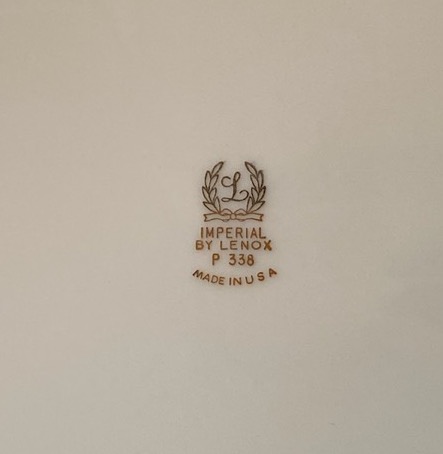 L
IMPERIAL
BY LENOX
P 338
MADE IN U S A